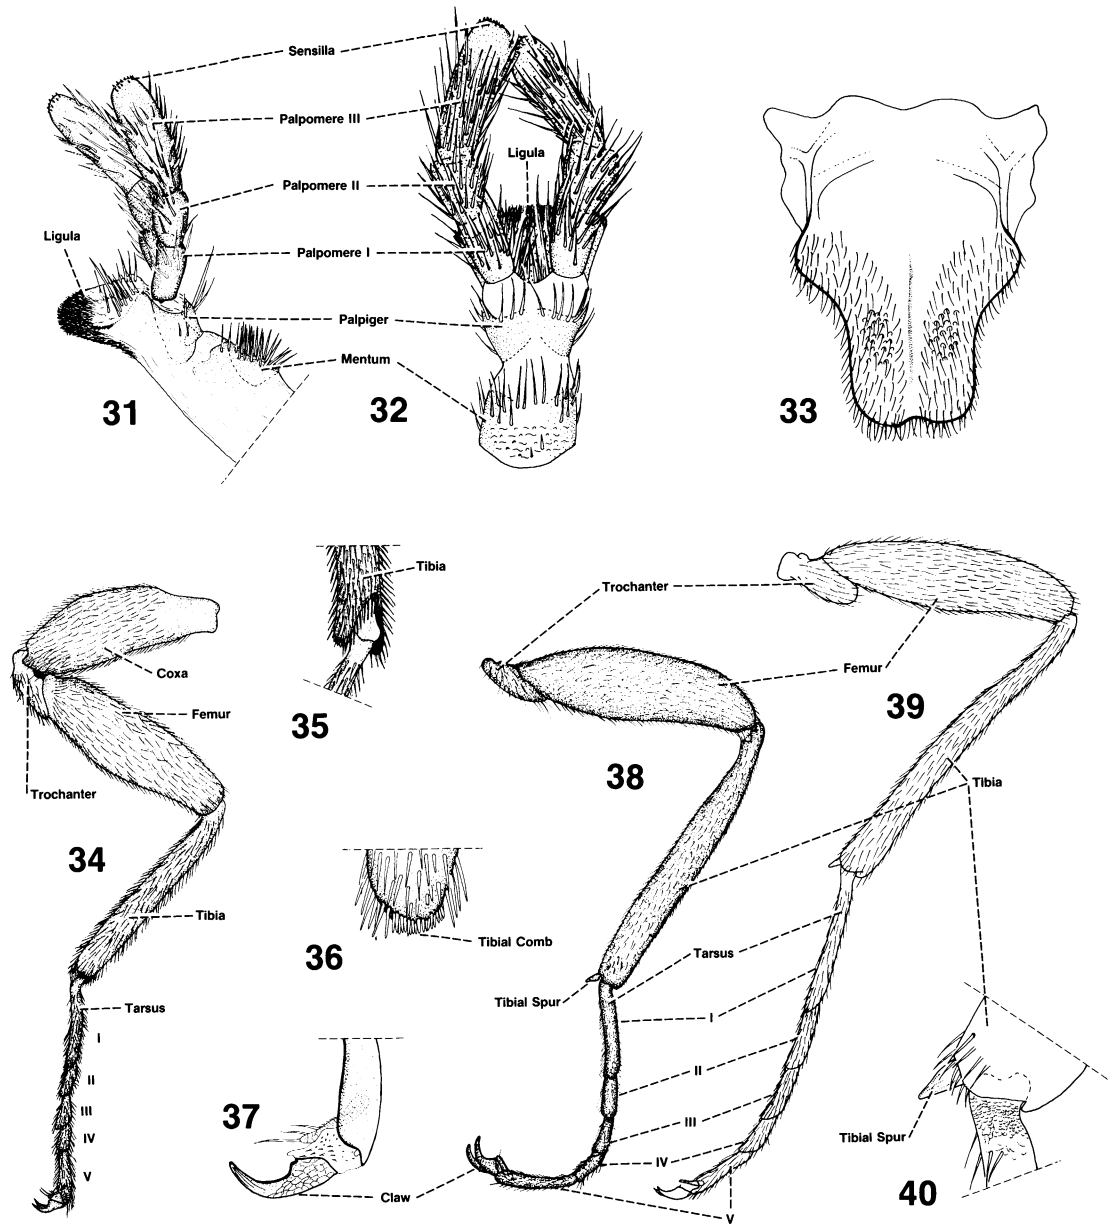 Sensilla
Palpomere III
Ligula
Palpomere II
Ligula
Palpomere I
Palpiger
Mentum
31
32
33
Tibia
Trochanter
Coxa
Femur
Femur
35
39
38
Trochanter
Tibia
34
Tibia
Tibial Comb
36
Tarsus
Tibial Spur
Tarsus
I
I
II
II
37
III
III
IV
Tibial Spur
IV
V
Claw
40
V